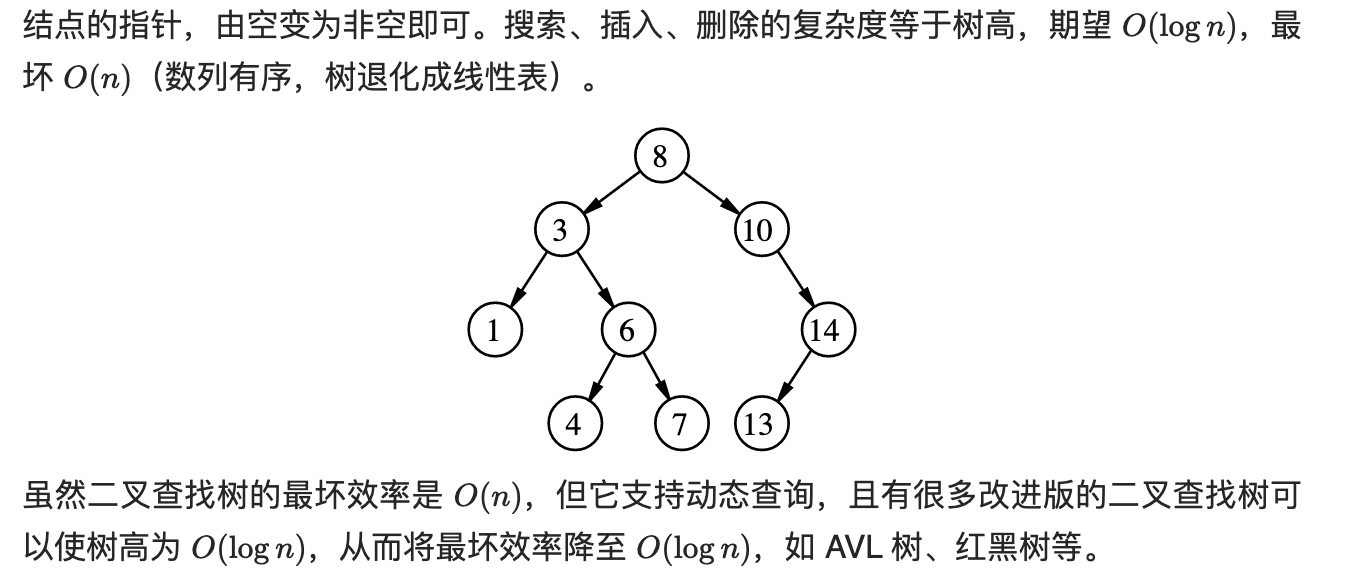 结点的指针，由空变为非空即可。搜索、插入、删除的复杂度等于树高，期望 O(log n)，最
坏 O(n)（数列有序，树退化成线性表）。
8
3 10
1 6 14
4 7 13
虽然二叉查找树的最坏效率是 O(n)，但它支持动态查询，且有很多改进版的二叉查找树可
以使树高为 O(log n)，从而将最坏效率降至 O(log n)，如 AVL 树、红黑树等。